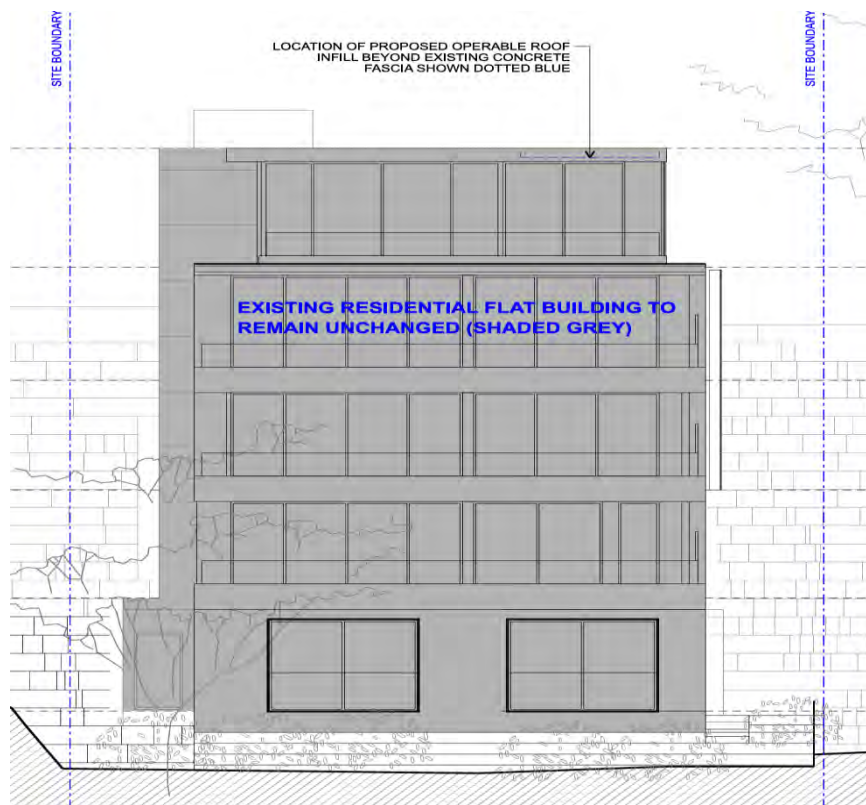 SITE BOUNDARY
LOCATION OF PROPOSED OPERABLE ROOF
INFILL BEYOND EXISTING CONCRETE
FASCIA SHOWN DOTTED BLUE
SITE BOUNDARY
EXISTING RESIDENTIAL FLAT BUILDING TO
REMAIN UNCHANGED (SHADED GREY)